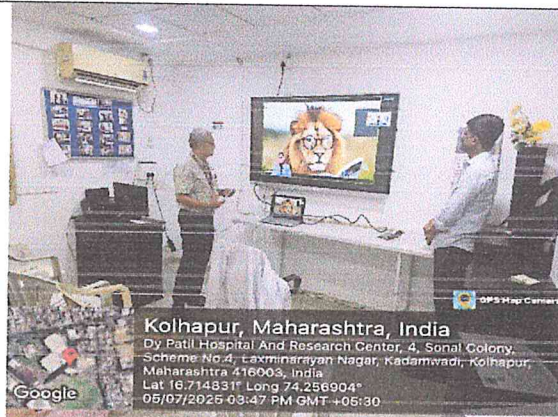 GPS Map Camera
Kolhapur, Maharashtra, India
Dy Patil Hospital And Research Center, 4, Sonal Colony,
Scheme No.4, Laxminarayan Nagar, Kadamwadi, Kolhapur,
Maharashtra 416003, India
Lat 16.714831° Long 74.256904°
05/07/2025 03:47 PM GMT +05:30
Google